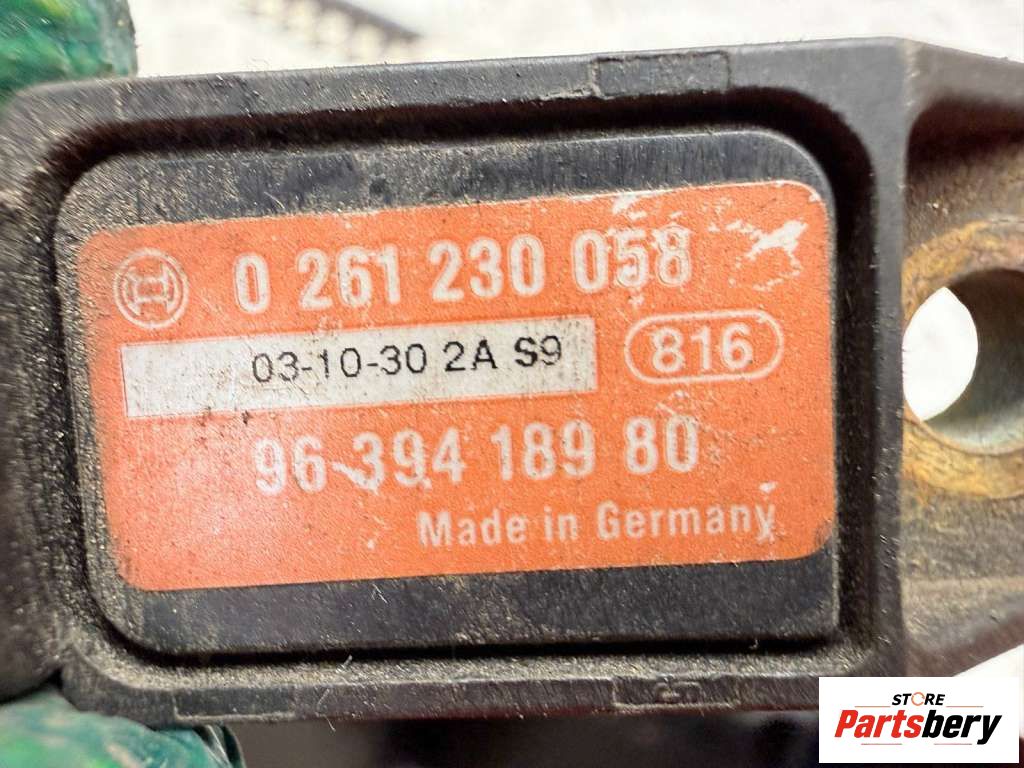 0 261 230 058
03-10-30 2A S9
816
96 394 189 80
Made in Germany
STORE
Partsbery